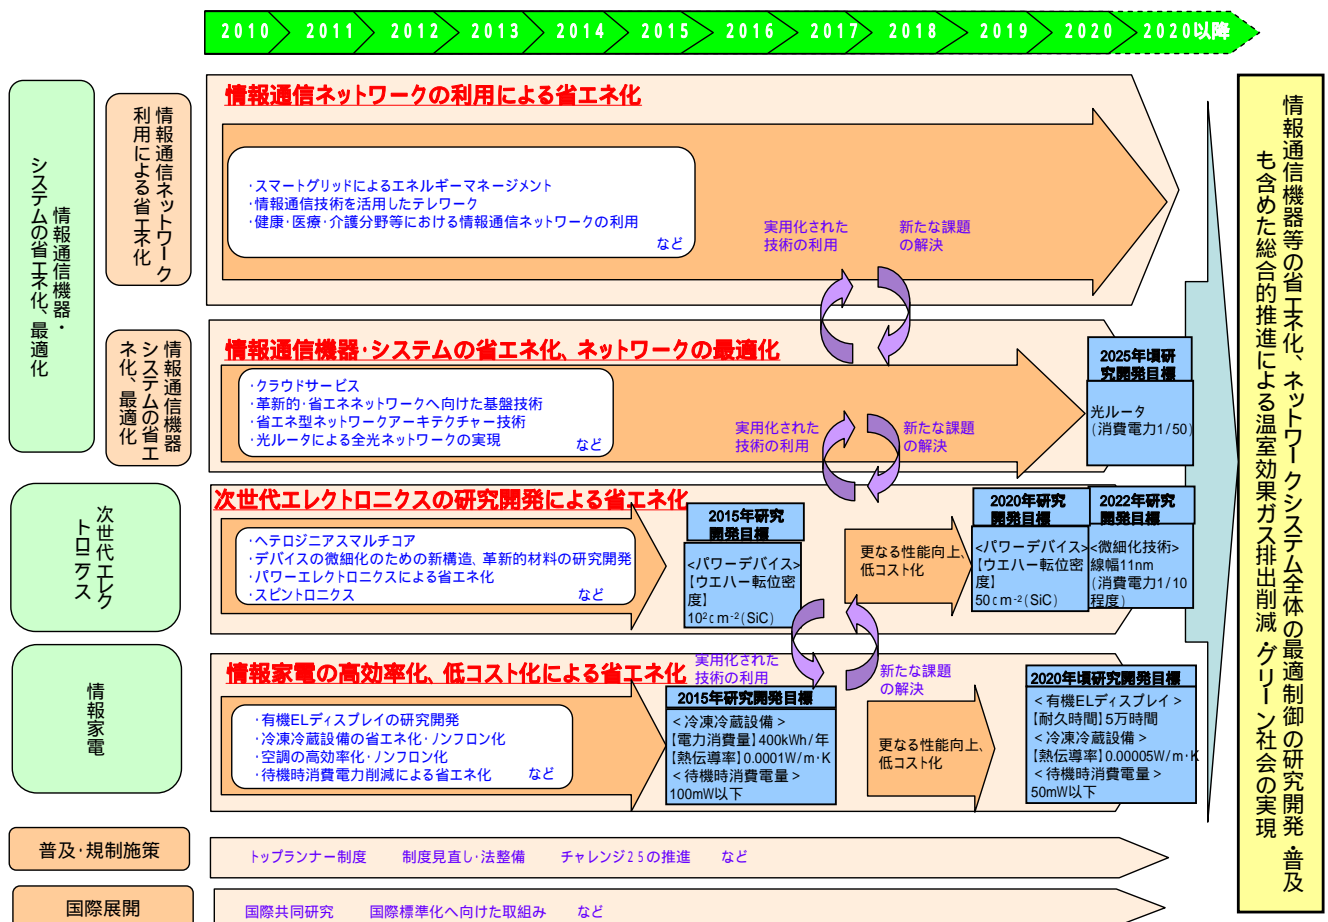 2010
2011
2012
2013
2014
2015
2016
2017
2018
2019
2020
2020以降
情報通信機器・
システムの省エネ化、最適化
情報通信ネットワーク
利用による省エネ化
情報通信ネットワークの利用による省エネ化
・スマートグリッドによるエネルギーマネージメント
・情報通信技術を活用したテレワーク
・健康・医療・介護分野等における情報通信ネットワークの利用
など
実用化された
技術の利用
新たな課題
の解決
情報通信機器
システムの省エ
ネ化、最適化
情報通信機器・システムの省エネ化、ネットワークの最適化
・クラウドサービス
・革新的・省エネネットワークへ向けた基盤技術
・省エネ型ネットワークアーキテクチャー技術
・光ルータによる全光ネットワークの実現
など
実用化された
技術の利用
新たな課題
の解決
2025年頃研
究開発目標
光ルータ
(消費電力1/50)
次世代エレク
トロニクス
次世代エレクトロニクスの研究開発による省エネ化
・ヘテロジニアスマルチコア
・デバイスの微細化のための新構造、革新的材料の研究開発
・パワーエレクトロニクスによる省エネ化
・スピントロニクス
など
2015年研究
開発目標
<パワーデバイス>
【ウエハー転位密
度】
10²cm⁻²(SiC)
更なる性能向上、
低コスト化
2020年研究
開発目標
<パワーデバイス>
【ウエハー転位密
度】
50cm⁻²(SiC)
2022年研究
開発目標
<微細化技術>
線幅11nm
(消費電力1/10
程度)
情報家電
情報家電の高効率化、低コスト化による省エネ化
・有機ELディスプレイの研究開発
・冷凍冷蔵設備の省エネ化・ノンフロン化
・空調の高効率化・ノンフロン化
・待機時消費電力削減による省エネ化
など
実用化された
技術の利用
新たな課題
の解決
2015年研究開発目標
<冷凍冷蔵設備>
【電力消費量】400kWh/年
【熱伝導率】0.0001W/m・K
<待機時消費電量>
100mW以下
更なる性能向上、
低コスト化
2020年頃研究開発目標
<有機ELディスプレイ>
【耐久時間】5万時間
<冷凍冷蔵設備>
【熱伝導率】0.00005W/m・K
<待機時消費電量>
50mW以下
普及・規制施策
トップランナー制度 制度見直し・法整備 チャレンジ25の推進 など
国際展開
国際共同研究 国際標準化へ向けた取組み など
情報通信機器等の省エネ化、ネットワークシステム全体の最適制御の研究開発・普及
も含めた総合的推進による温室効果ガス排出削減・グリーン社会の実現